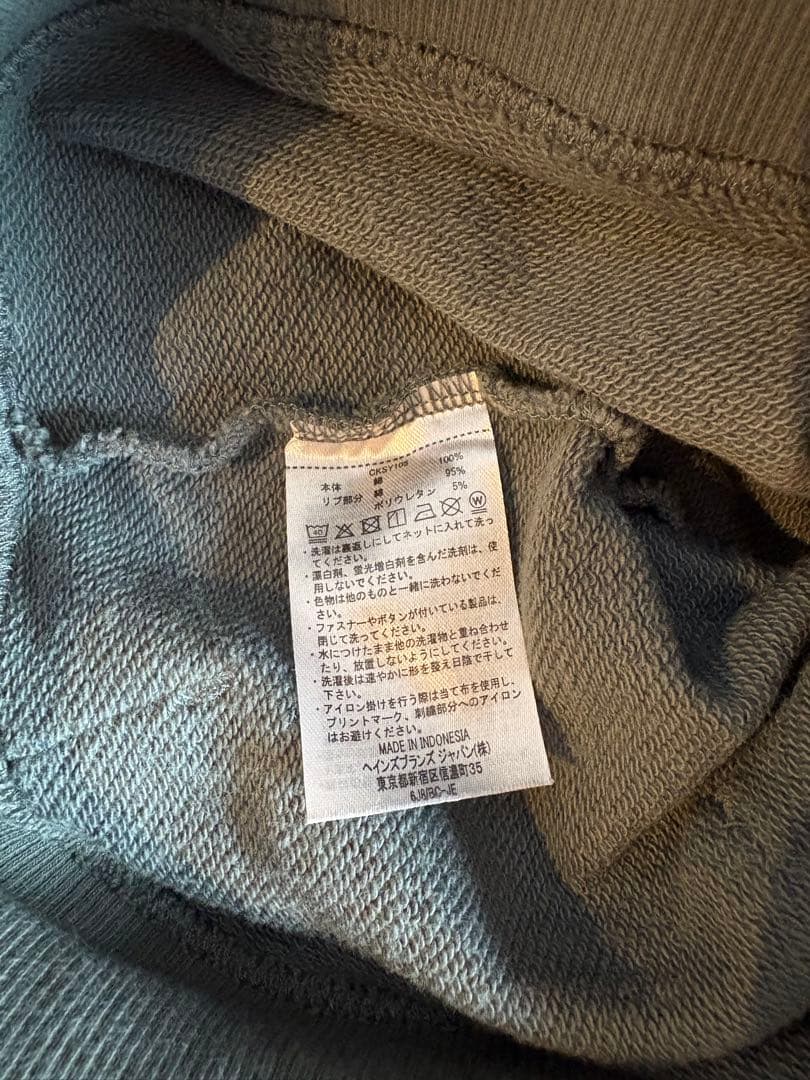 CKSY105
本体 綿 100%
リブ部分 綿 95%
ポリウレタン 5%
40 W
・洗濯は裏返しにしてネットに入れて洗っ
てください。
・漂白剤、蛍光増白剤を含んだ洗剤は、使
用しないでください。
・色物は他のものと一緒に洗わないでくだ
さい。
・ファスナーやボタンが付いている製品は、
閉じて洗ってください。
・水につけたまま他の洗濯物と重ね合わせ
たり、放置しないようにしてください。
・洗濯後は速やかに形を整え日陰で干して
下さい。
・アイロン掛けを行う際は当て布を使用し、
プリントマーク、刺繍部分へのアイロン
はお避けください。
MADE IN INDONESIA
ヘインズブランズ ジャパン(株)
東京都新宿区信濃町35
6J8/BC-JE